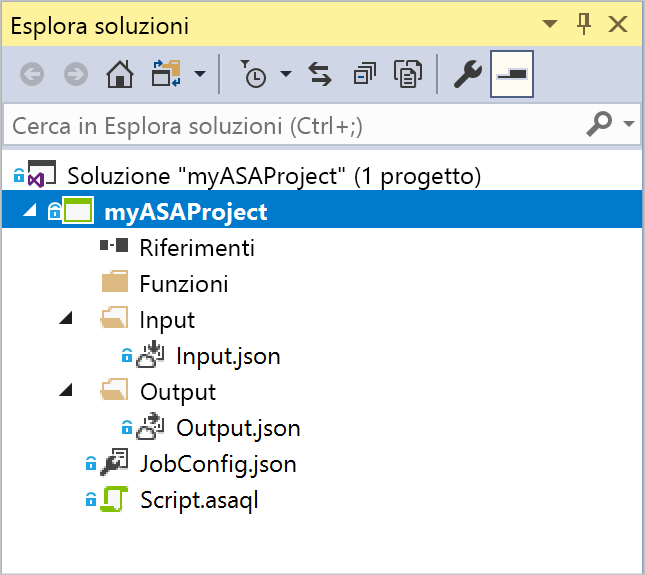 Esplora soluzioni
Cerca in Esplora soluzioni (Ctrl+;)
Soluzione "myASAProject" (1 progetto)
myASAProject
Riferimenti
Funzioni
Input
Input.json
Output
Output.json
JobConfig.json
Script.asaql